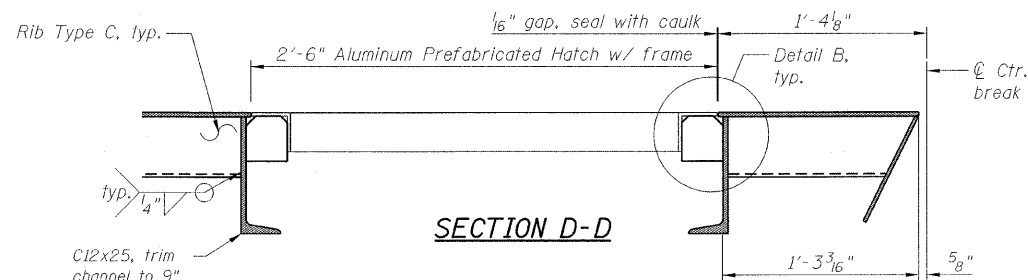 Rib Type C, typ.
1/16" gap, seal with caulk
1'-4 1/8"
2'-6" Aluminum Prefabricated Hatch w/ frame
Detail B,
typ.
℄ Ctr.
break
typ.
1/4"
SECTION D-D
C12x25, trim
channel to 9"
1'-3 3/16"
5/8"